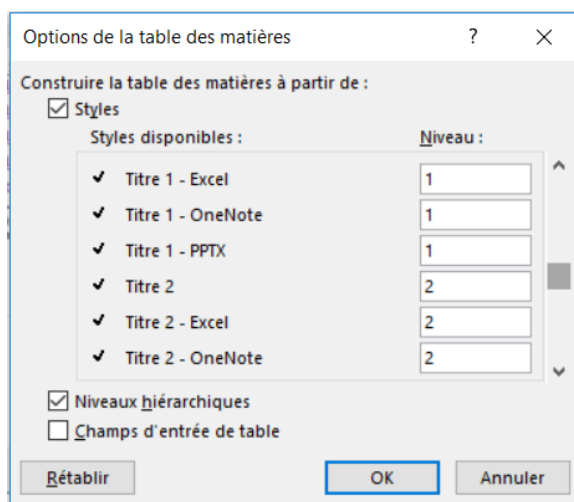 Options de la table des matières ? ×
Construire la table des matières à partir de :
Styles
Styles disponibles : Niveau :
Titre 1 - Excel 1
Titre 1 - OneNote 1
Titre 1 - PPTX 1
Titre 2 2
Titre 2 - Excel 2
Titre 2 - OneNote 2
Niveaux hiérarchiques
Champs d'entrée de table
Rétablir OK Annuler